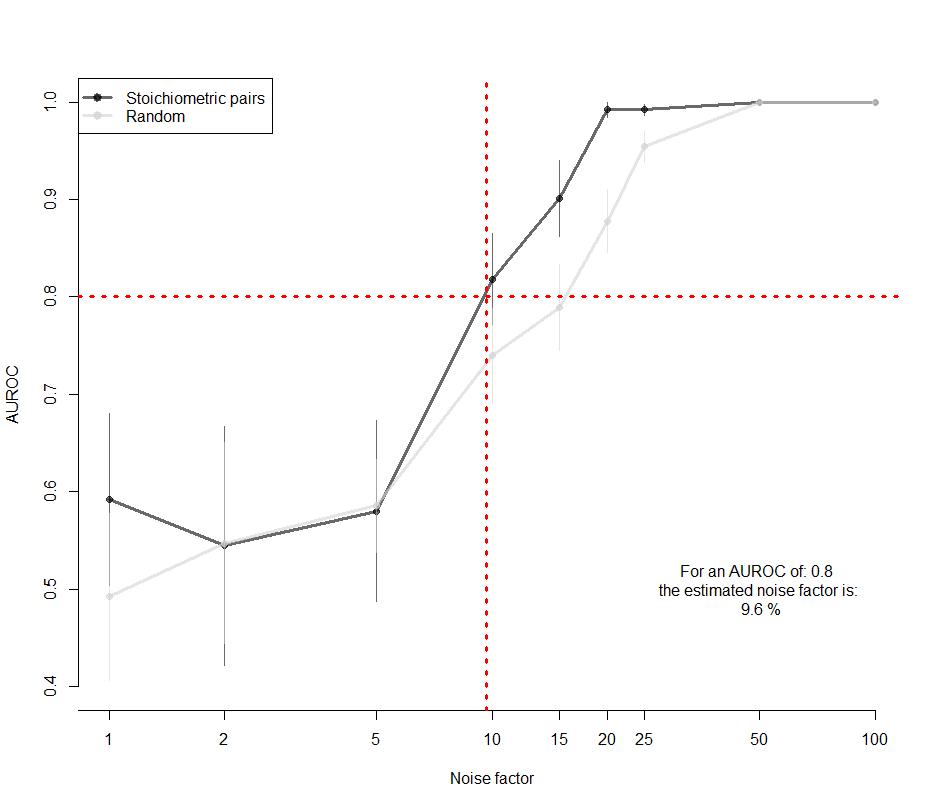 Stoichiometric pairs
Random
1.0
0.9
0.8
0.7
0.6
0.5
0.4
AUROC
For an AUROC of: 0.8
the estimated noise factor is:
9.6 %
1 2 5 10 15 20 25 50 100
Noise factor